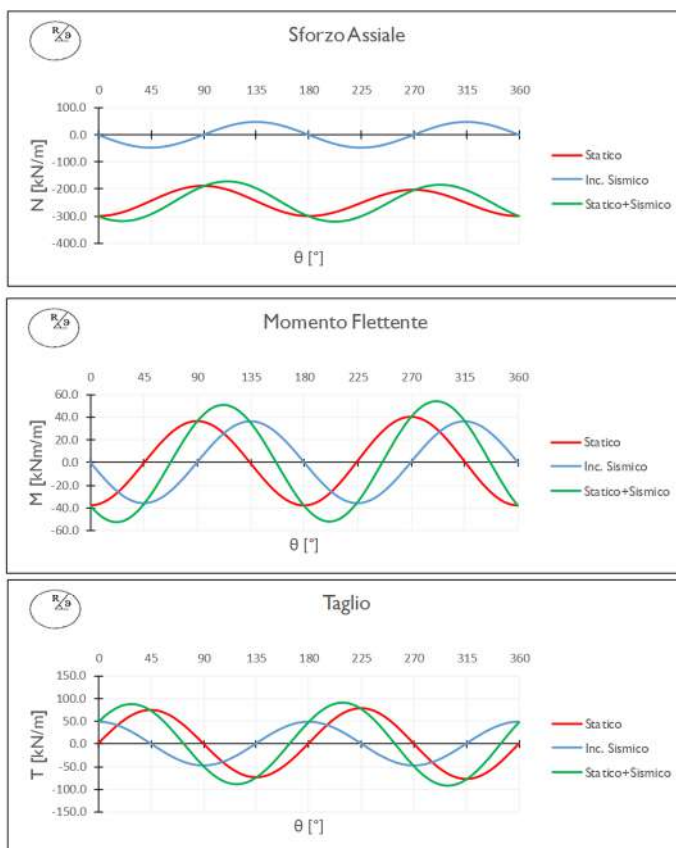 R
Sforzo Assiale
0 45 90 135 180 225 270 315 360
100.0
0.0
-100.0
-200.0
-300.0
-400.0
N [kN/m]
θ [°]
Statico
Inc. Sismico
Statico+Sismico
R
Momento Flettente
0 45 90 135 180 225 270 315 360
60.0
40.0
20.0
0.0
-20.0
-40.0
-60.0
M [kNm/m]
θ [°]
Statico
Inc. Sismico
Statico+Sismico
R
Taglio
0 45 90 135 180 225 270 315 360
150.0
100.0
50.0
0.0
-50.0
-100.0
-150.0
T [kN/m]
θ [°]
Statico
Inc. Sismico
Statico+Sismico